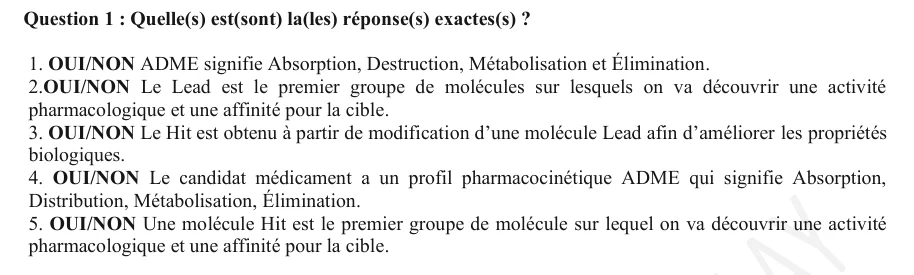 Question 1 : Quelle(s) est(sont) la(les) réponse(s) exactes(s) ?
1. OUI/NON ADME signifie Absorption, Destruction, Métabolisation et Élimination.
2.OUI/NON Le Lead est le premier groupe de molécules sur lesquels on va découvrir une activité
pharmacologique et une affinité pour la cible.
3. OUI/NON Le Hit est obtenu à partir de modification d’une molécule Lead afin d’améliorer les propriétés
biologiques.
4. OUI/NON Le candidat médicament a un profil pharmacocinétique ADME qui signifie Absorption,
Distribution, Métabolisation, Élimination.
5. OUI/NON Une molécule Hit est le premier groupe de molécule sur lequel on va découvrir une activité
pharmacologique et une affinité pour la cible.